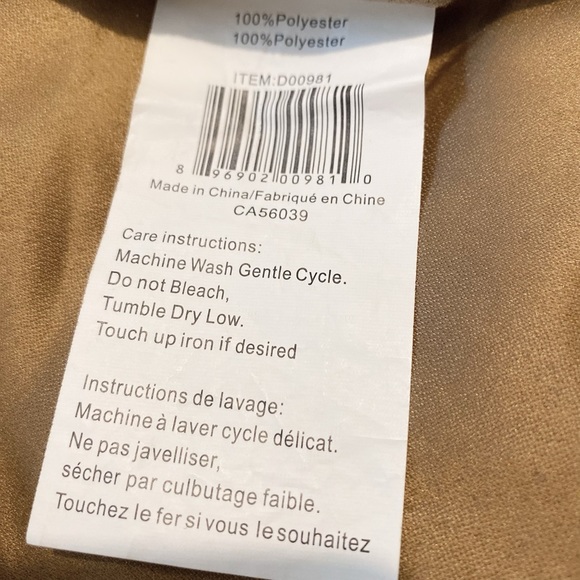 100%Polyester
100%Polyester
ITEM:D00981
8 96902 00981 0
Made in China/Fabriqué en Chine
CA56039
Care instructions:
Machine Wash Gentle Cycle.
Do not Bleach,
Tumble Dry Low.
Touch up iron if desired
Instructions de lavage:
Machine à laver cycle délicat.
Ne pas javelliser,
sécher par culbutage faible.
Touchez le fer si vous le souhaitez